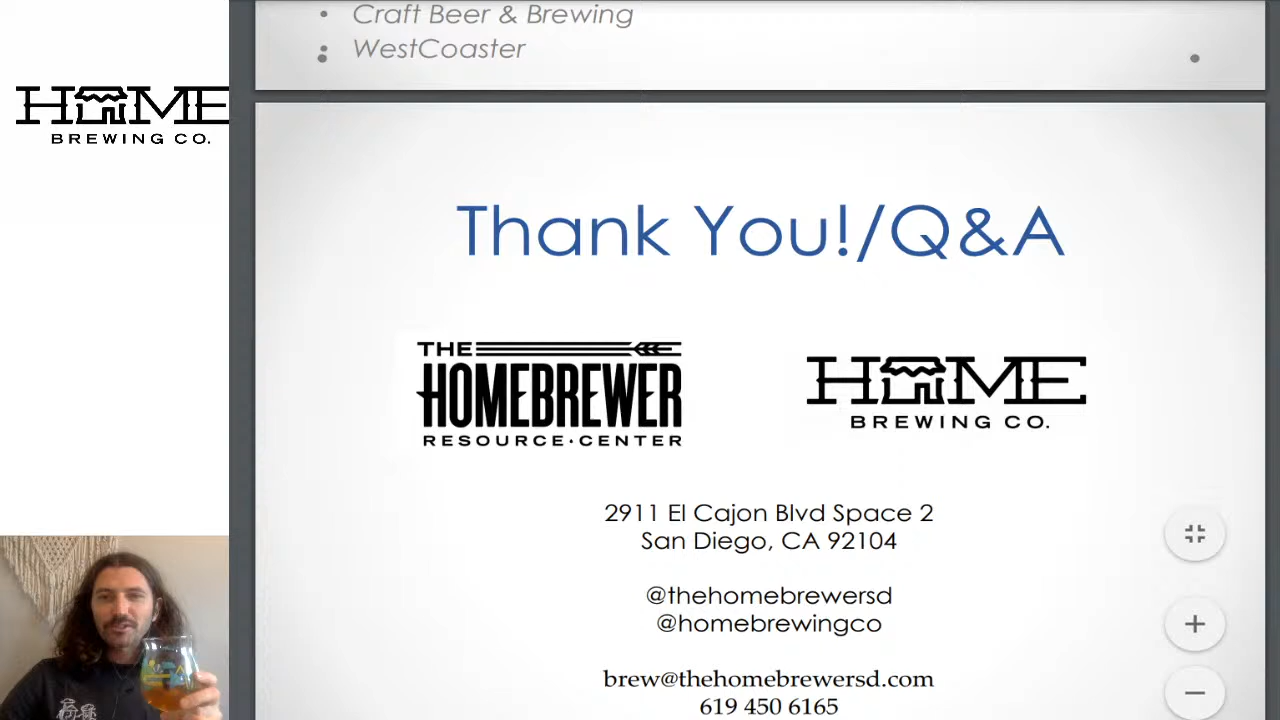 Craft Beer & Brewing
WestCoaster
HOME
BREWING CO.
Thank You!/Q&A
THE
HOMEBREWER
RESOURCE·CENTER
HOME
BREWING CO.
2911 El Cajon Blvd Space 2
San Diego, CA 92104
@thehomebrewersd
@homebrewingco
brew@thehomebrewersd.com
619 450 6165